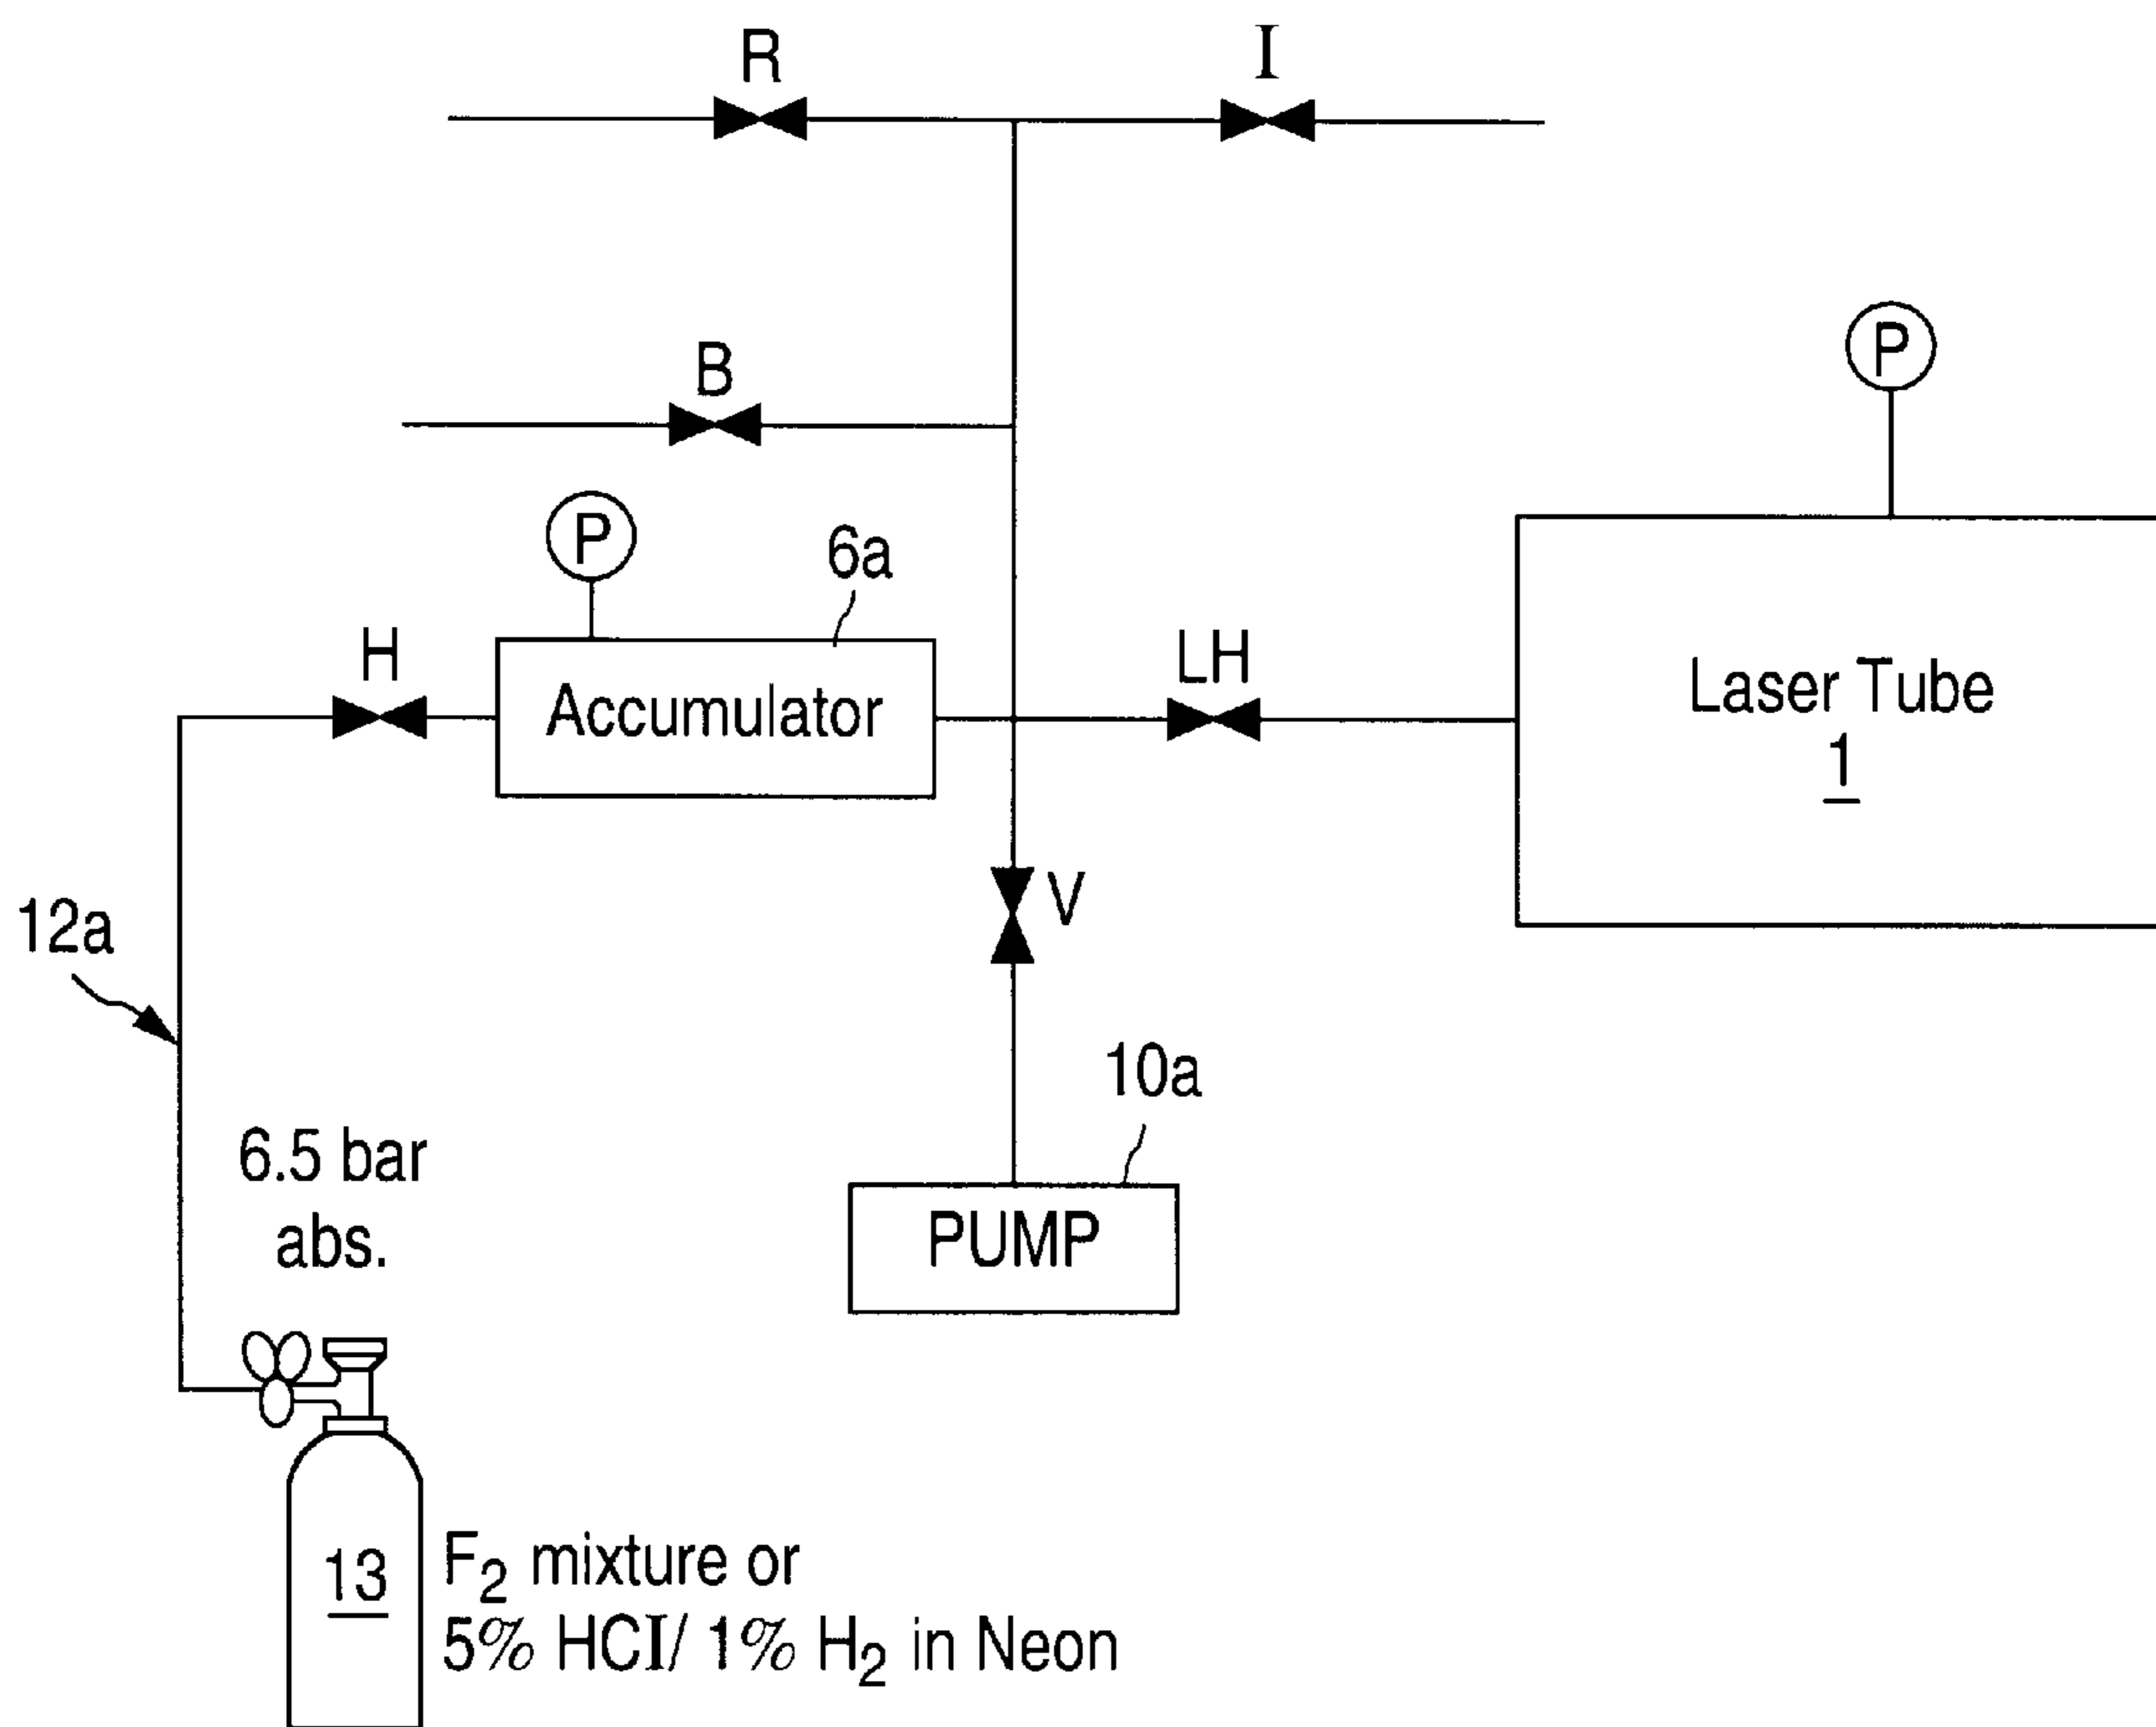 R
I
B
P
P
6a
H
Accumulator
LH
Laser Tube
1
V
12a
10a
6.5 bar
abs.
PUMP
13
F₂ mixture or
5% HCI/ 1% H₂ in Neon